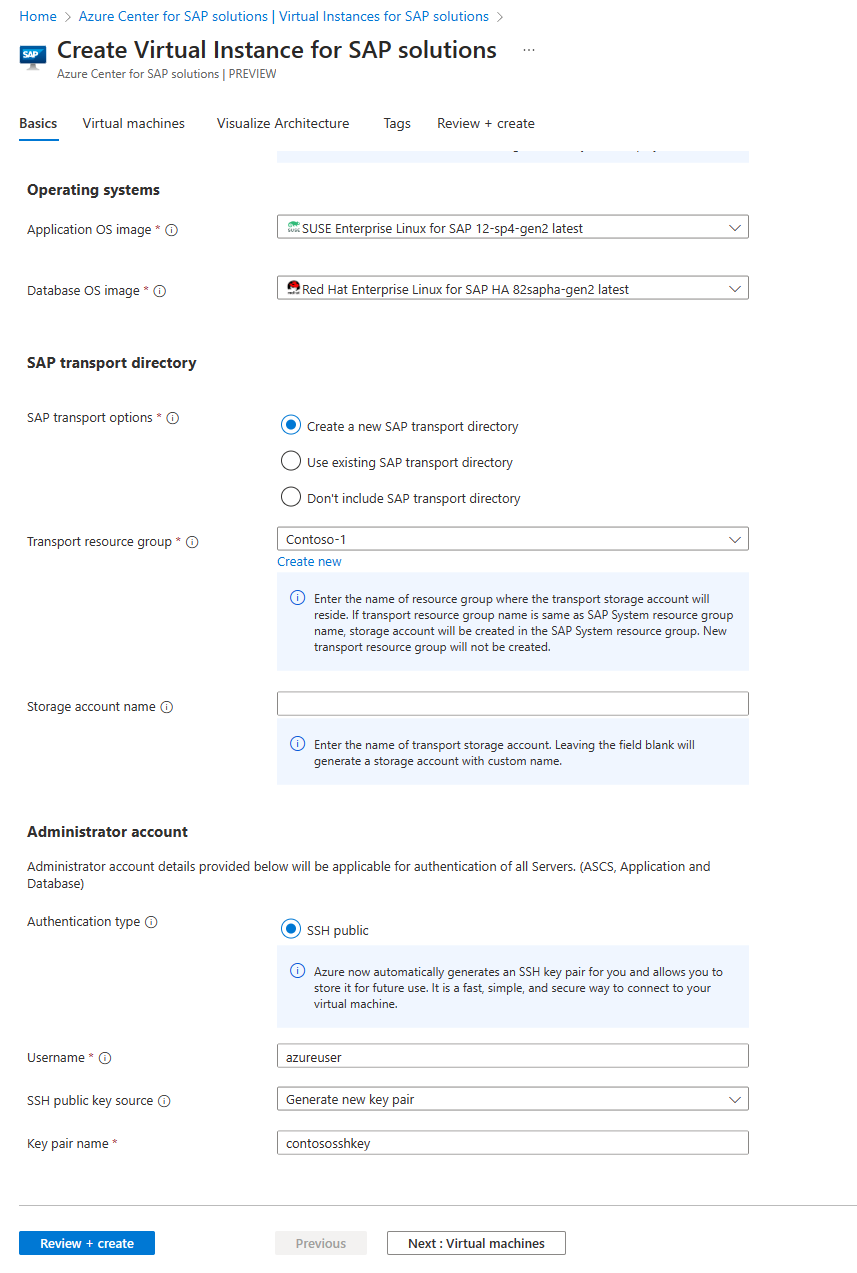 Home > Azure Center for SAP solutions | Virtual Instances for SAP solutions >
SAP
Create Virtual Instance for SAP solutions ...
Azure Center for SAP solutions | PREVIEW
Basics Virtual machines Visualize Architecture Tags Review + create
Operating systems
Application OS image *
SUSE Enterprise Linux for SAP 12-sp4-gen2 latest
Database OS image *
Red Hat Enterprise Linux for SAP HA 82sapha-gen2 latest
SAP transport directory
SAP transport options *
Create a new SAP transport directory
Use existing SAP transport directory
Don't include SAP transport directory
Transport resource group *
Contoso-1
Create new
Enter the name of resource group where the transport storage account will
reside. If transport resource group name is same as SAP System resource group
name, storage account will be created in the SAP System resource group. New
transport resource group will not be created.
Storage account name
Enter the name of transport storage account. Leaving the field blank will
generate a storage account with custom name.
Administrator account
Administrator account details provided below will be applicable for authentication of all Servers. (ASCS, Application and
Database)
Authentication type
SSH public
Azure now automatically generates an SSH key pair for you and allows you to
store it for future use. It is a fast, simple, and secure way to connect to your
virtual machine.
Username *
azureuser
SSH public key source
Generate new key pair
Key pair name *
contososshkey
Review + create Previous Next : Virtual machines